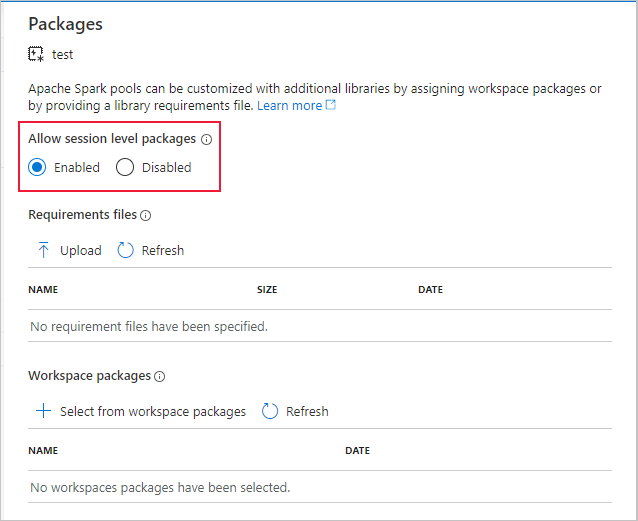 Packages
test
Apache Spark pools can be customized with additional libraries by assigning workspace packages or
by providing a library requirements file. Learn more
Allow session level packages
Enabled Disabled
Requirements files
Upload Refresh
NAME SIZE DATE
No requirement files have been specified.
Workspace packages
Select from workspace packages Refresh
NAME DATE
No workspaces packages have been selected.